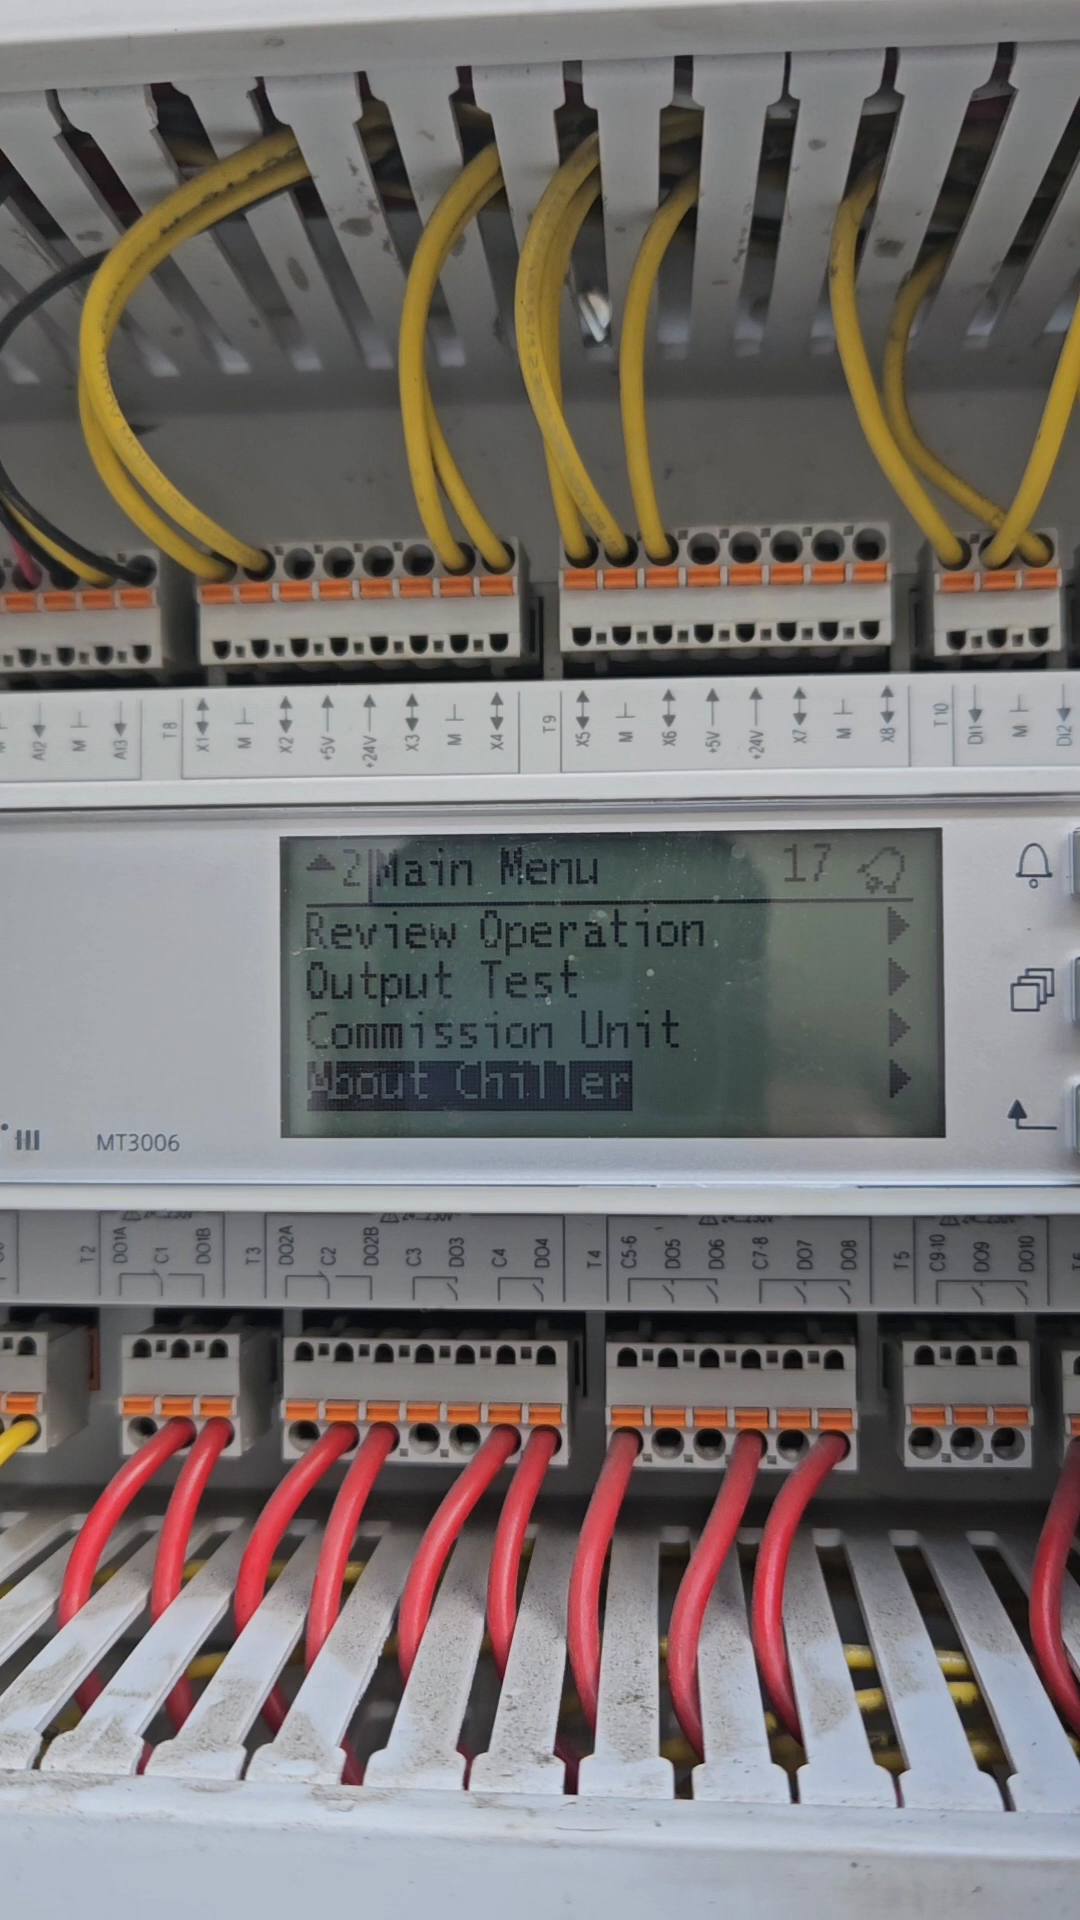 M AI2 M AI3 T8 X1 M X2 +5V +24V X3 M X4 T9 X5 M X6 +5V +24V X7 M X8 T10 DI1 M DI2
2 Main Menu 17
Review Operation
Output Test
Commission Unit
About Chiller
MT3006
T2 DO1A C1 DO1B T3 DO2A C2 DO2B C3 DO3 C4 DO4 T4 C5-6 DO5 DO6 C7-8 DO7 DO8 T5 C9-10 DO9 DO10